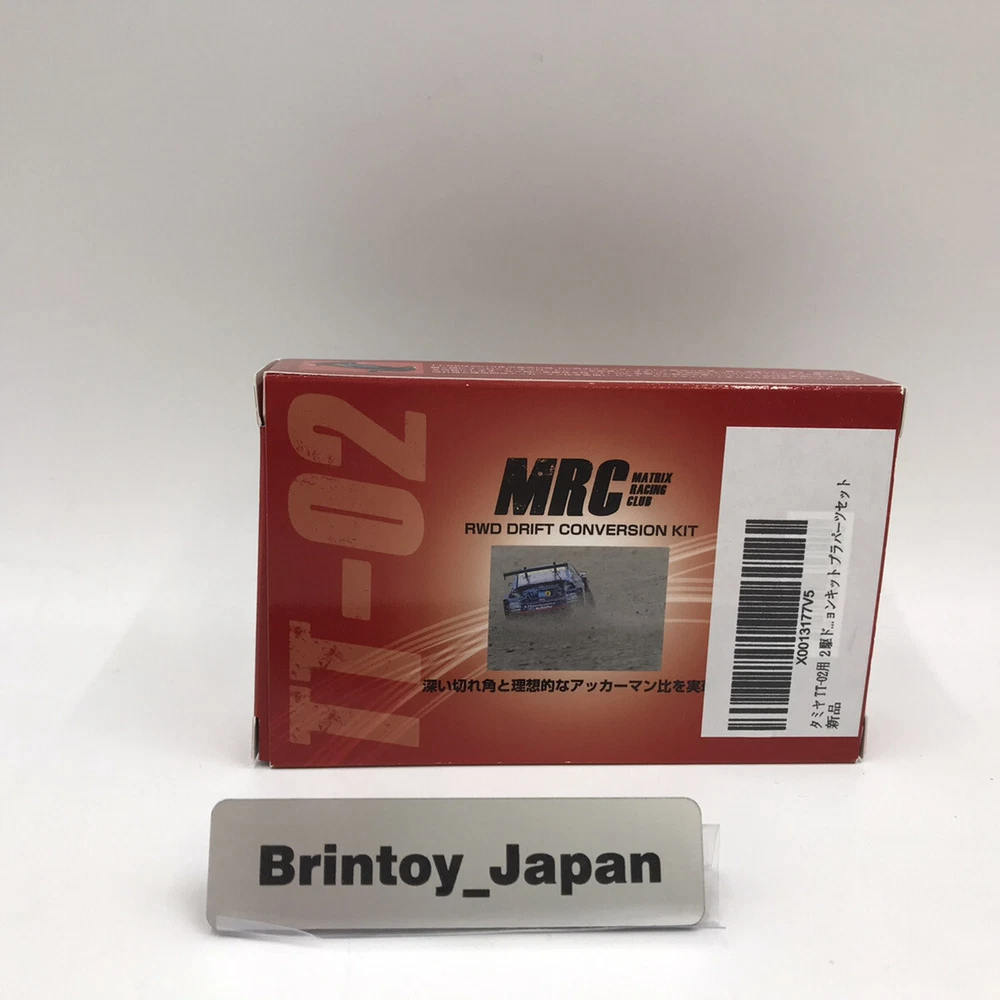 TT-02
MRC
MATRIX
RACING
CLUB
RWD DRIFT CONVERSION KIT
深い切れ角と理想的なアッカーマン比を実
X0013177V5
タミヤ TT-02用 2駆ド...ョンキット プラパーツセット
新品
Brintoy_Japan